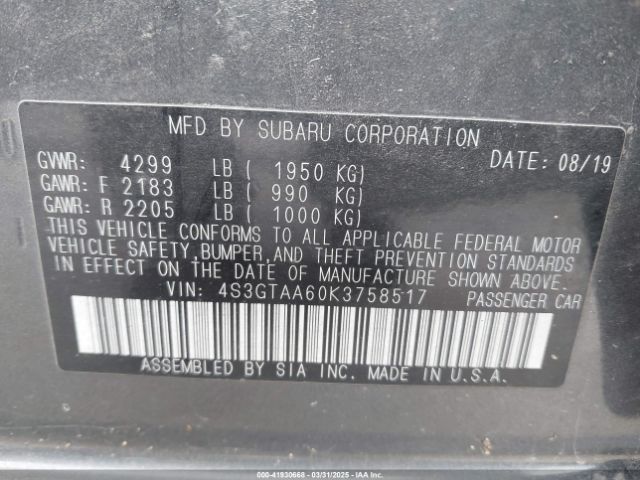 MFD BY SUBARU CORPORATION
GVWR: 4299 LB ( 1950 KG) DATE: 08/19
GAWR: F 2183 LB ( 990 KG)
GAWR: R 2205 LB ( 1000 KG)
THIS VEHICLE CONFORMS TO ALL APPLICABLE FEDERAL MOTOR
VEHICLE SAFETY, BUMPER, AND THEFT PREVENTION STANDARDS
IN EFFECT ON THE DATE OF MANUFACTURE SHOWN ABOVE.
VIN: 4S3GTAA60K3758517 PASSENGER CAR
ASSEMBLED BY SIA INC. MADE IN U.S.A.
000-41930668 - 03/31/2025 - IAA Inc.